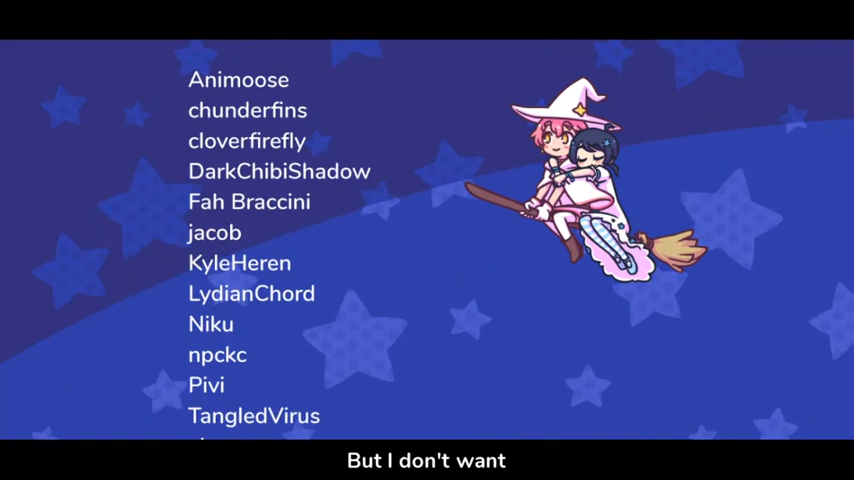 Animoose
chunderfins
cloverfirefly
DarkChibiShadow
Fah Braccini
jacob
KyleHeren
LydianChord
Niku
npckc
Pivi
TangledVirus
But I don't want